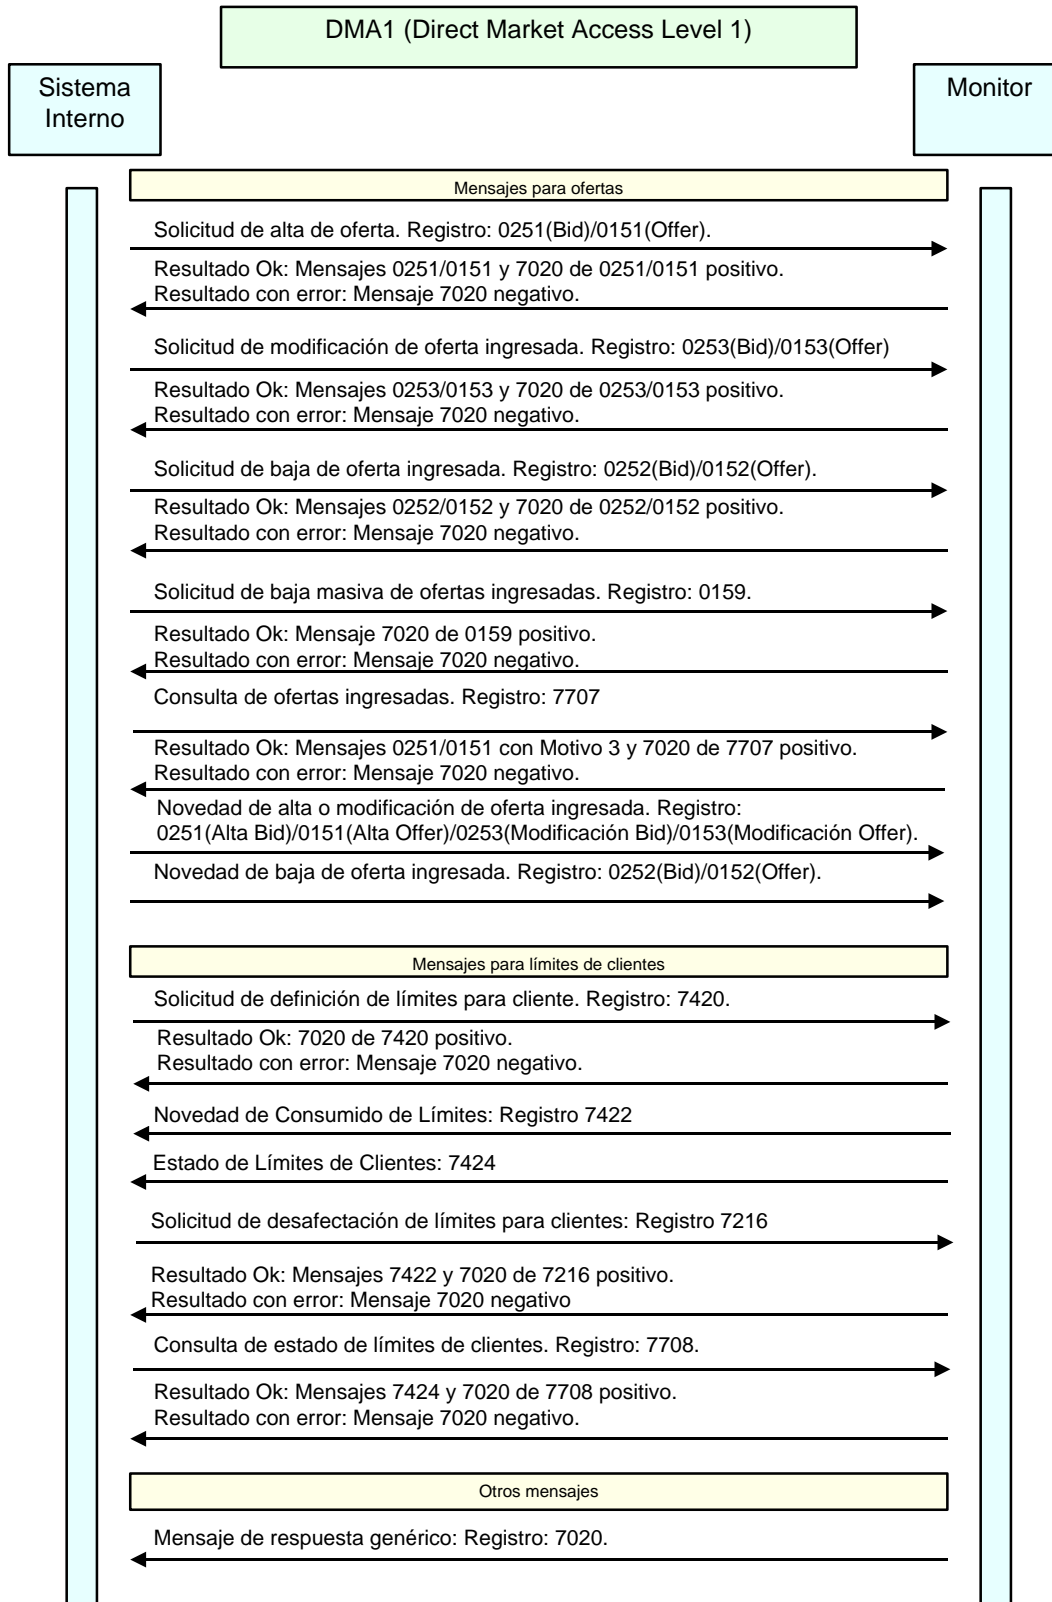 DMA1 (Direct Market Access Level 1)
Sistema
Interno
Monitor
Mensajes para ofertas
Solicitud de alta de oferta. Registro: 0251(Bid)/0151(Offer).
Resultado Ok: Mensajes 0251/0151 y 7020 de 0251/0151 positivo.
Resultado con error: Mensaje 7020 negativo.
Solicitud de modificación de oferta ingresada. Registro: 0253(Bid)/0153(Offer)
Resultado Ok: Mensajes 0253/0153 y 7020 de 0253/0153 positivo.
Resultado con error: Mensaje 7020 negativo.
Solicitud de baja de oferta ingresada. Registro: 0252(Bid)/0152(Offer).
Resultado Ok: Mensajes 0252/0152 y 7020 de 0252/0152 positivo.
Resultado con error: Mensaje 7020 negativo.
Solicitud de baja masiva de ofertas ingresadas. Registro: 0159.
Resultado Ok: Mensaje 7020 de 0159 positivo.
Resultado con error: Mensaje 7020 negativo.
Consulta de ofertas ingresadas. Registro: 7707
Resultado Ok: Mensajes 0251/0151 con Motivo 3 y 7020 de 7707 positivo.
Resultado con error: Mensaje 7020 negativo.
Novedad de alta o modificación de oferta ingresada. Registro:
0251(Alta Bid)/0151(Alta Offer)/0253(Modificación Bid)/0153(Modificación Offer).
Novedad de baja de oferta ingresada. Registro: 0252(Bid)/0152(Offer).
Mensajes para límites de clientes
Solicitud de definición de límites para cliente. Registro: 7420.
Resultado Ok: 7020 de 7420 positivo.
Resultado con error: Mensaje 7020 negativo.
Novedad de Consumido de Límites: Registro 7422
Estado de Límites de Clientes: 7424
Solicitud de desafectación de límites para clientes: Registro 7216
Resultado Ok: Mensajes 7422 y 7020 de 7216 positivo.
Resultado con error: Mensaje 7020 negativo
Consulta de estado de límites de clientes. Registro: 7708.
Resultado Ok: Mensajes 7424 y 7020 de 7708 positivo.
Resultado con error: Mensaje 7020 negativo.
Otros mensajes
Mensaje de respuesta genérico: Registro: 7020.